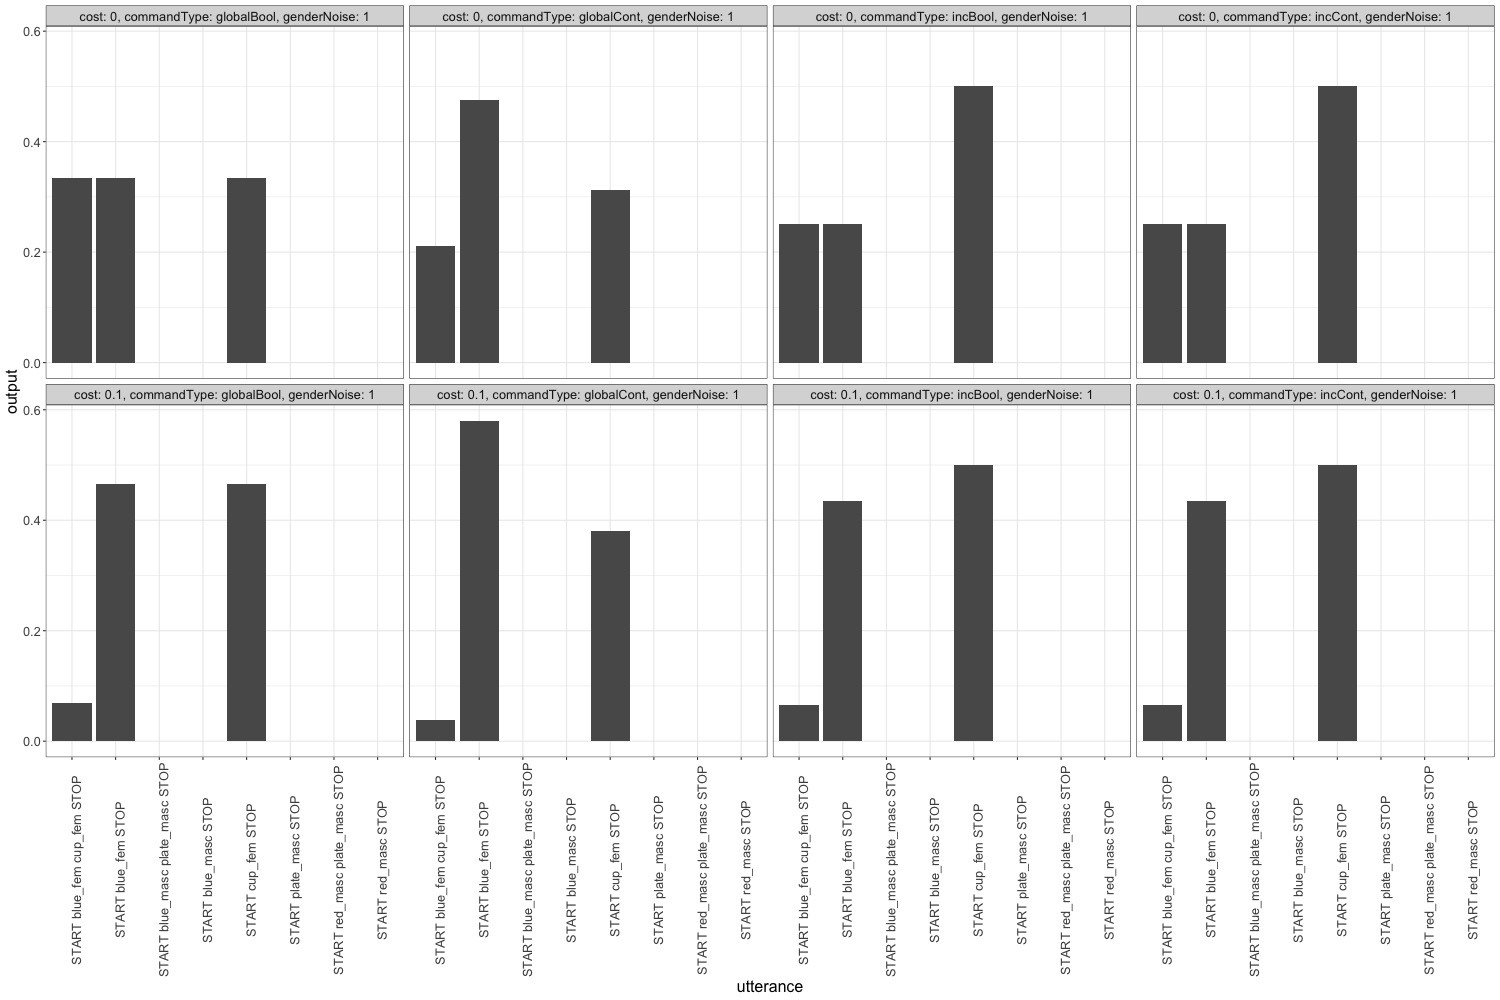 cost: 0, commandType: globalBool, genderNoise: 1
cost: 0, commandType: globalCont, genderNoise: 1
cost: 0, commandType: incBool, genderNoise: 1
cost: 0, commandType: incCont, genderNoise: 1
0.6
0.4
0.2
0.0
output
cost: 0.1, commandType: globalBool, genderNoise: 1
cost: 0.1, commandType: globalCont, genderNoise: 1
cost: 0.1, commandType: incBool, genderNoise: 1
cost: 0.1, commandType: incCont, genderNoise: 1
0.6
0.4
0.2
0.0
START blue_fem cup_fem STOP
START blue_fem STOP
START blue_masc plate_masc STOP
START blue_masc STOP
START cup_fem STOP
START plate_masc STOP
START red_masc plate_masc STOP
START red_masc STOP
START blue_fem cup_fem STOP
START blue_fem STOP
START blue_masc plate_masc STOP
START blue_masc STOP
START cup_fem STOP
START plate_masc STOP
START red_masc plate_masc STOP
START red_masc STOP
START blue_fem cup_fem STOP
START blue_fem STOP
START blue_masc plate_masc STOP
START blue_masc STOP
START cup_fem STOP
START plate_masc STOP
START red_masc plate_masc STOP
START red_masc STOP
START blue_fem cup_fem STOP
START blue_fem STOP
START blue_masc plate_masc STOP
START blue_masc STOP
START cup_fem STOP
START plate_masc STOP
START red_masc plate_masc STOP
START red_masc STOP
utterance